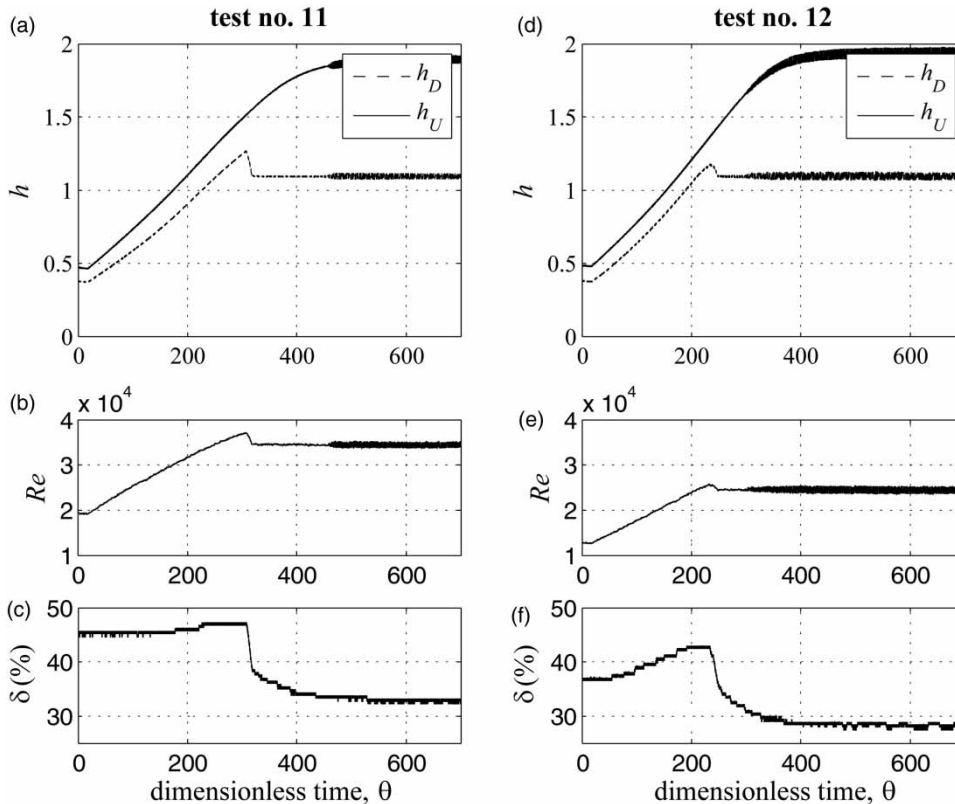 test no. 11
(a)
2
1.5
1
0.5
0
h
h_D
h_U
0 200 400 600
(b)
x 10^4
4
3
2
1
Re
0 200 400 600
(c)
50
40
30
δ(%)
0 200 400 600
dimensionless time, θ
test no. 12
(d)
2
1.5
1
0.5
0
h
h_D
h_U
0 200 400 600
(e)
x 10^4
4
3
2
1
Re
0 200 400 600
(f)
50
40
30
δ(%)
0 200 400 600
dimensionless time, θ